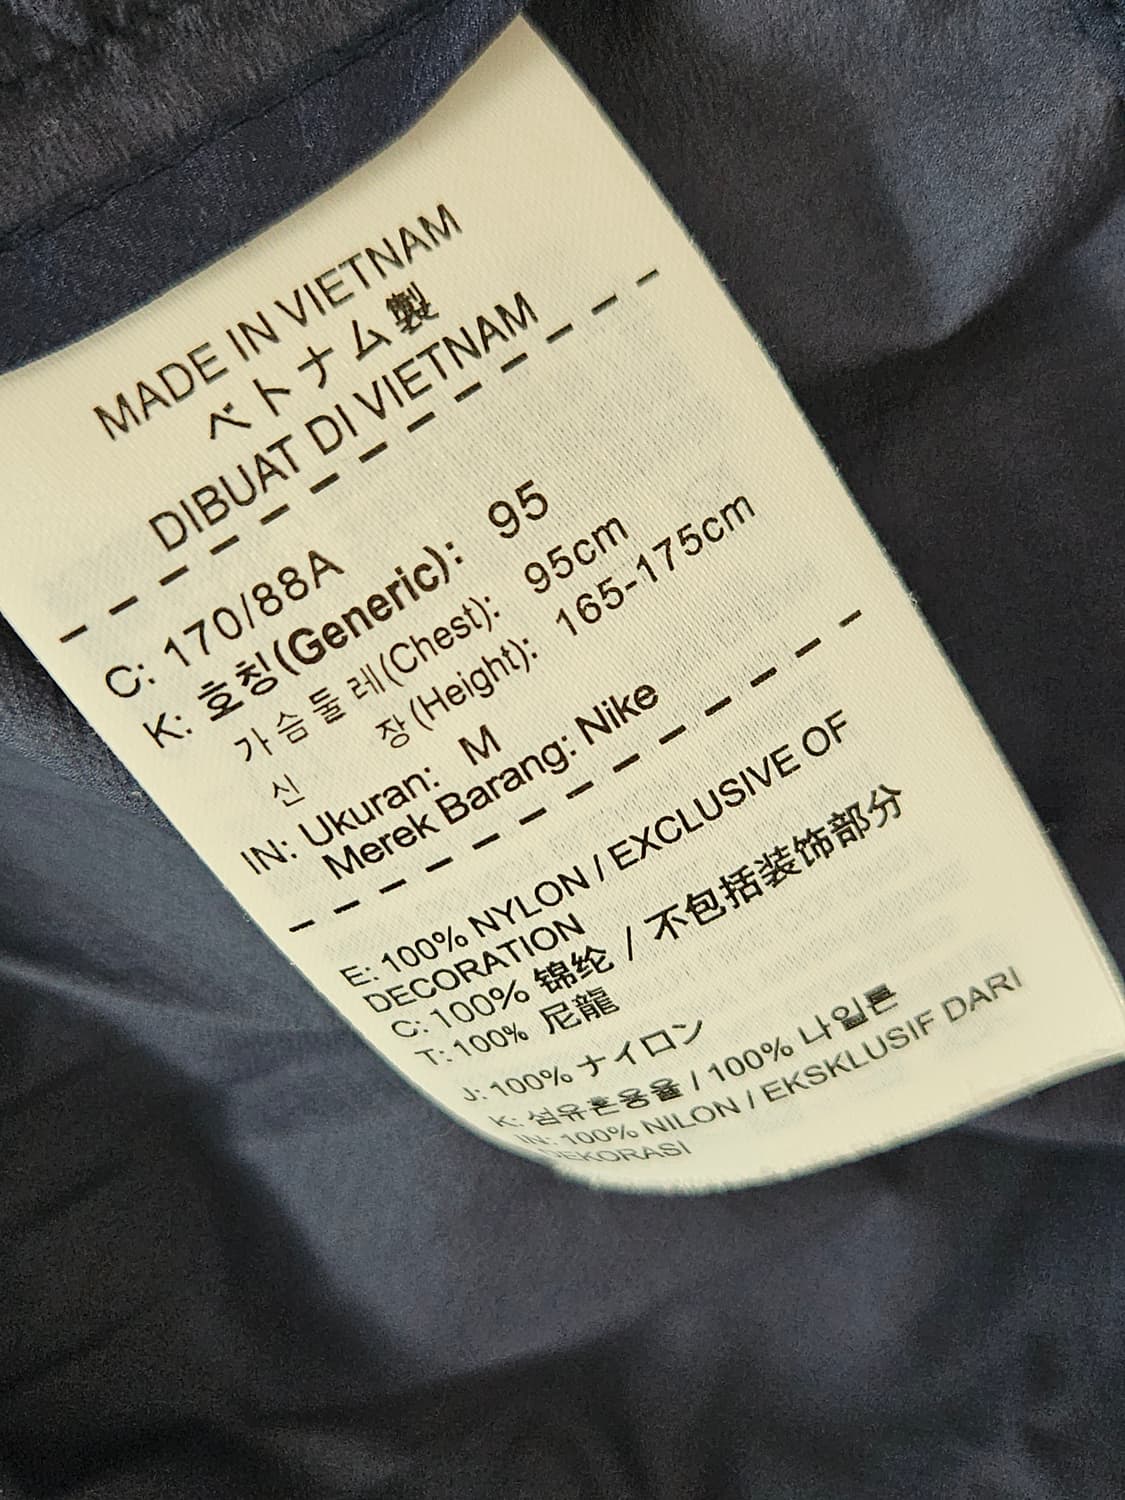 MADE IN VIETNAM
ベトナム製
DIBUAT DI VIETNAM
C: 170/88A
K: 호칭(Generic): 95
가슴둘레(Chest): 95cm
신 장(Height): 165-175cm
IN: Ukuran: M
Merek Barang: Nike
E: 100% NYLON / EXCLUSIVE OF
DECORATION
C: 100% 锦纶 / 不包括装饰部分
T: 100% 尼龍
J: 100% ナイロン
K: 섬유혼용율 / 100% 나일론
IN: 100% NILON / EKSKLUSIF DARI
DEKORASI